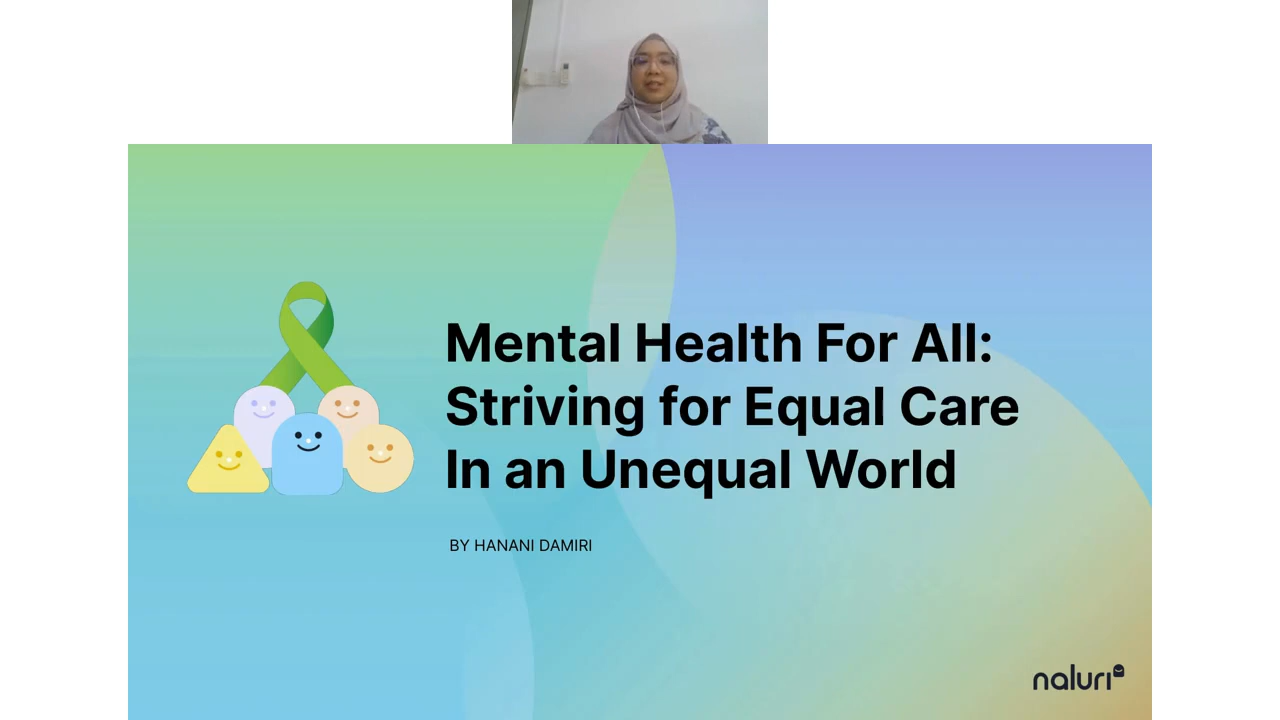 Mental Health For All:
Striving for Equal Care
In an Unequal World
BY HANANI DAMIRI
naluri